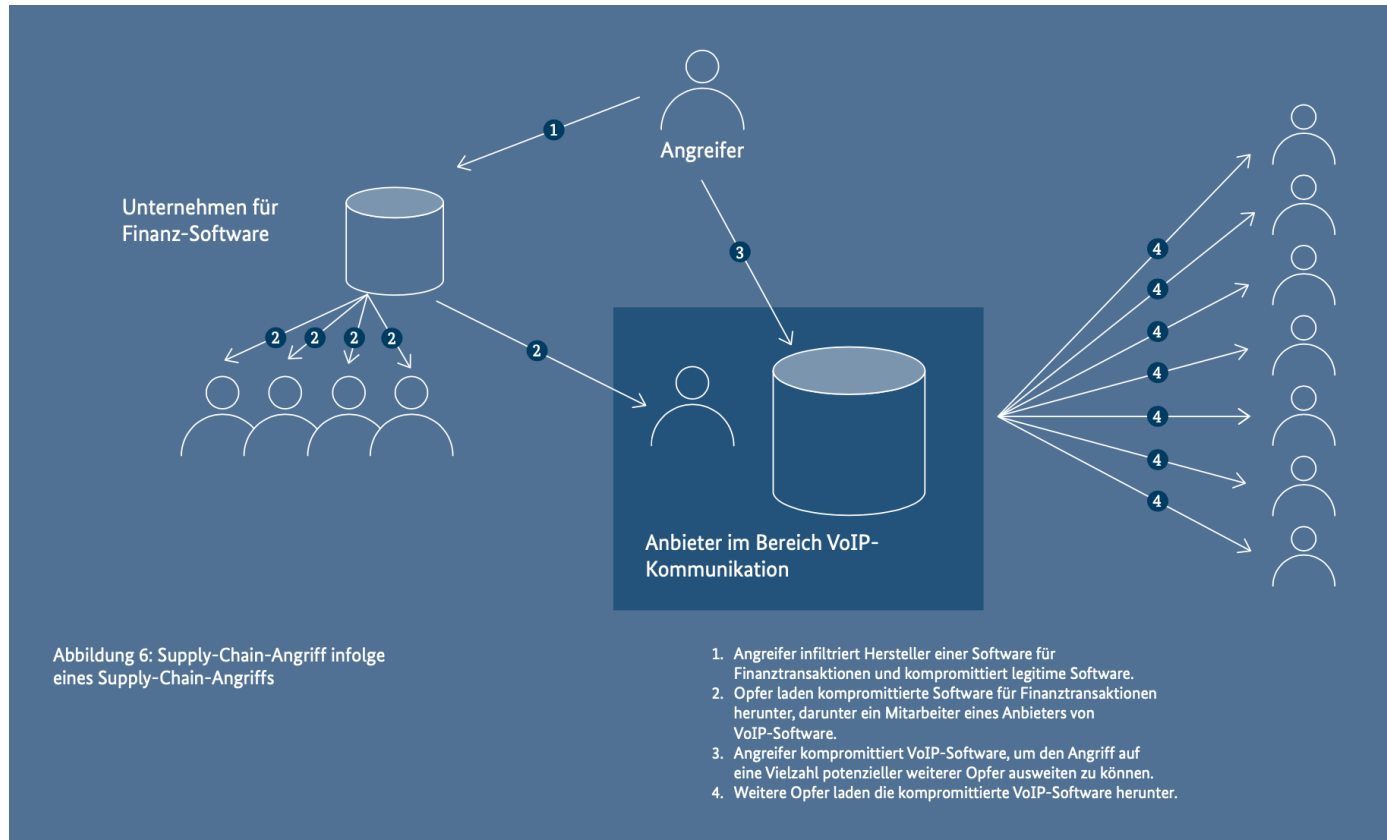 Angreifer
1
Unternehmen für
Finanz-Software
3
2
2
2
2
2
4
4
4
4
4
4
4
Anbieter im Bereich VoIP-
Kommunikation
Abbildung 6: Supply-Chain-Angriff infolge
eines Supply-Chain-Angriffs
1. Angreifer infiltriert Hersteller einer Software für
Finanztransaktionen und kompromittiert legitime Software.
2. Opfer laden kompromittierte Software für Finanztransaktionen
herunter, darunter ein Mitarbeiter eines Anbieters von
VoIP-Software.
3. Angreifer kompromittiert VoIP-Software, um den Angriff auf
eine Vielzahl potenzieller weiterer Opfer ausweiten zu können.
4. Weitere Opfer laden die kompromittierte VoIP-Software herunter.